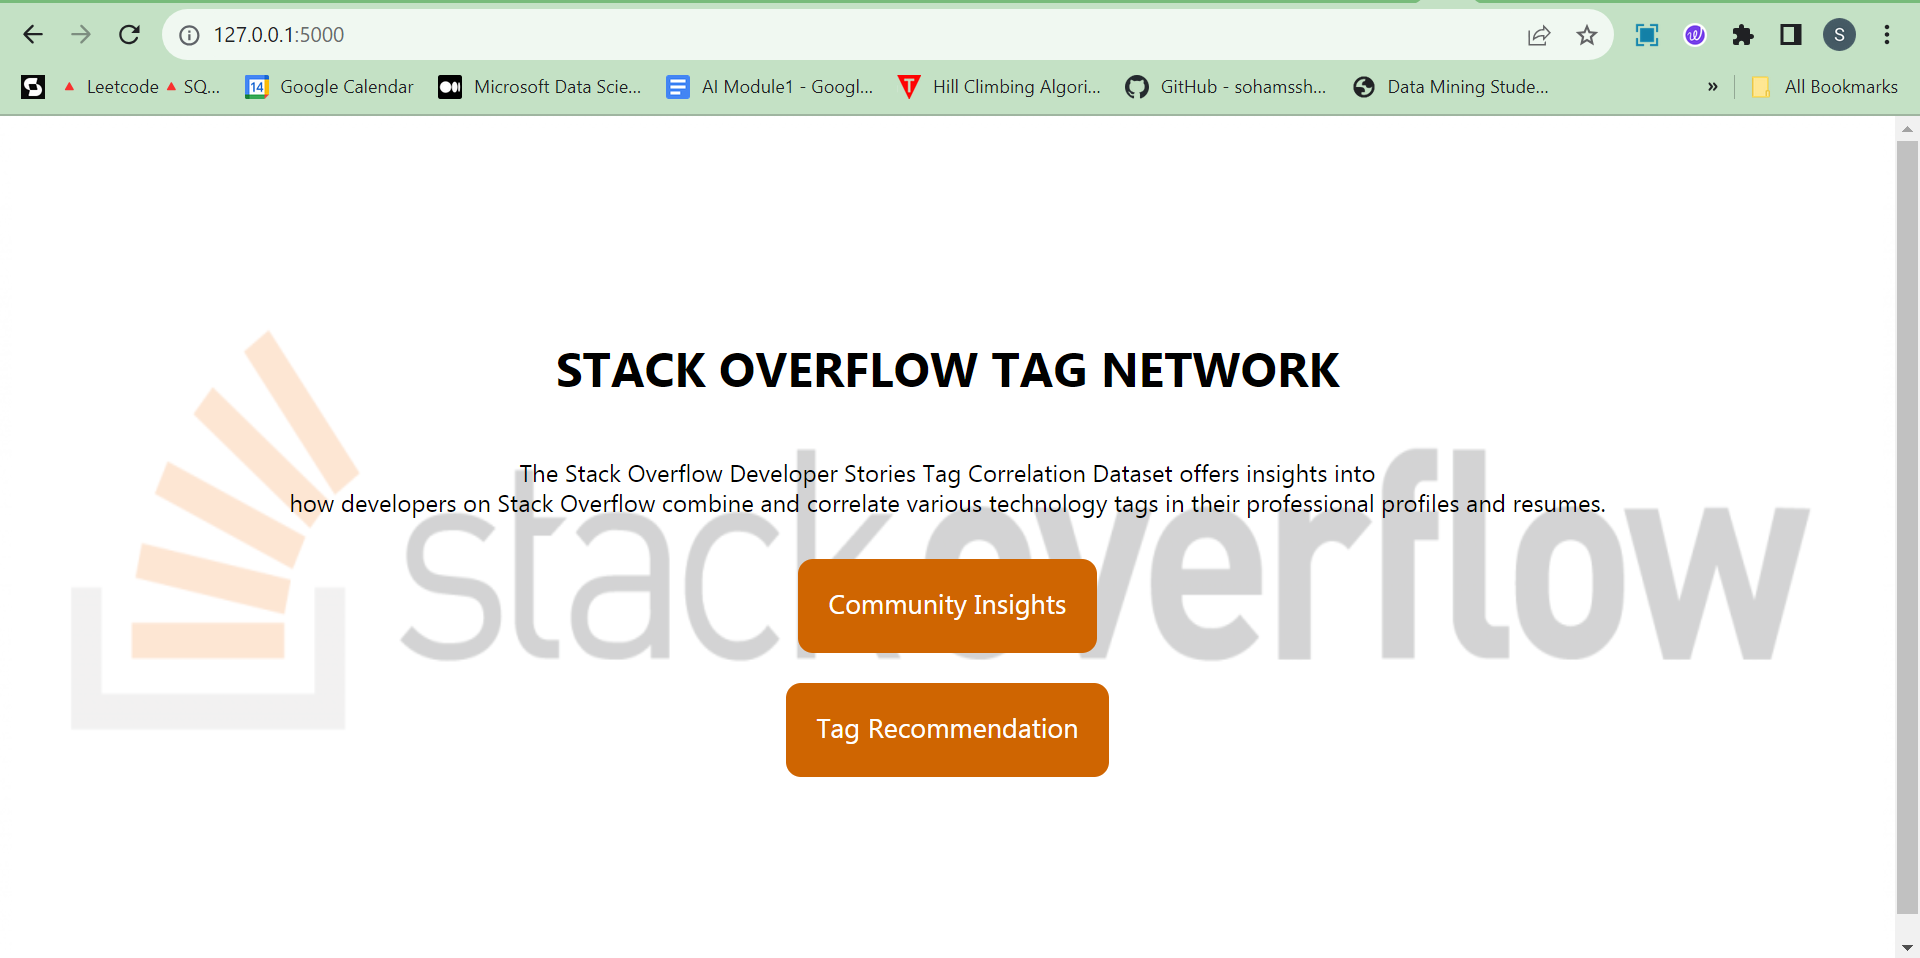 127.0.0.1:5000
S
Leetcode SQ... Google Calendar Microsoft Data Scie... AI Module1 - Googl... Hill Climbing Algori... GitHub - sohamssh... Data Mining Stude... » All Bookmarks
14
STACK OVERFLOW TAG NETWORK
The Stack Overflow Developer Stories Tag Correlation Dataset offers insights into
how developers on Stack Overflow combine and correlate various technology tags in their professional profiles and resumes.
stackoverflow
Community Insights
Tag Recommendation